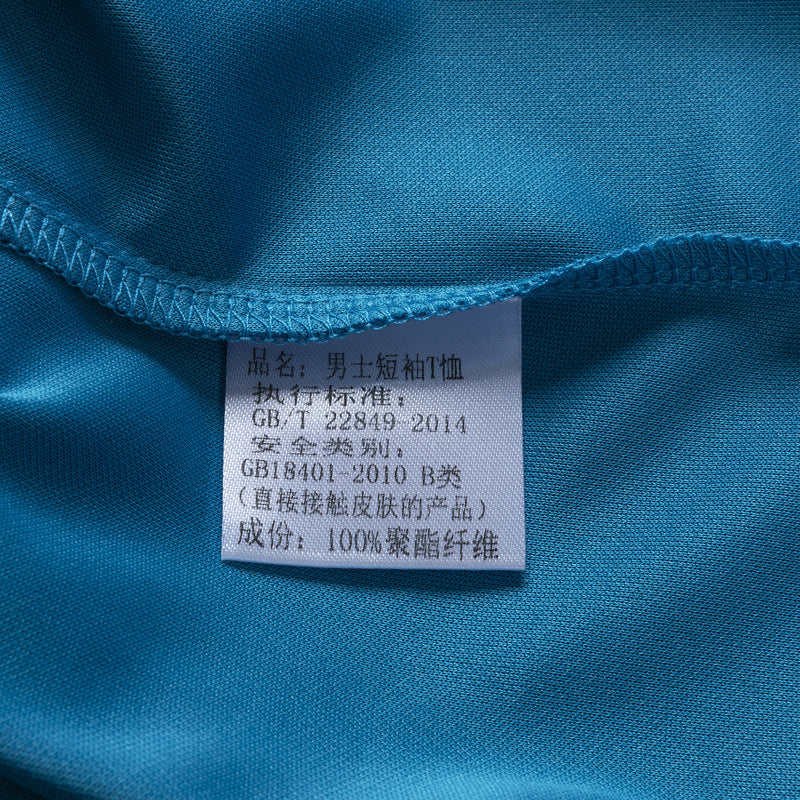 品名：男士短袖T恤
执行标准：
GB/T 22849-2014
安全类别：
GB18401-2010 B类
（直接接触皮肤的产品）
成份：100%聚酯纤维